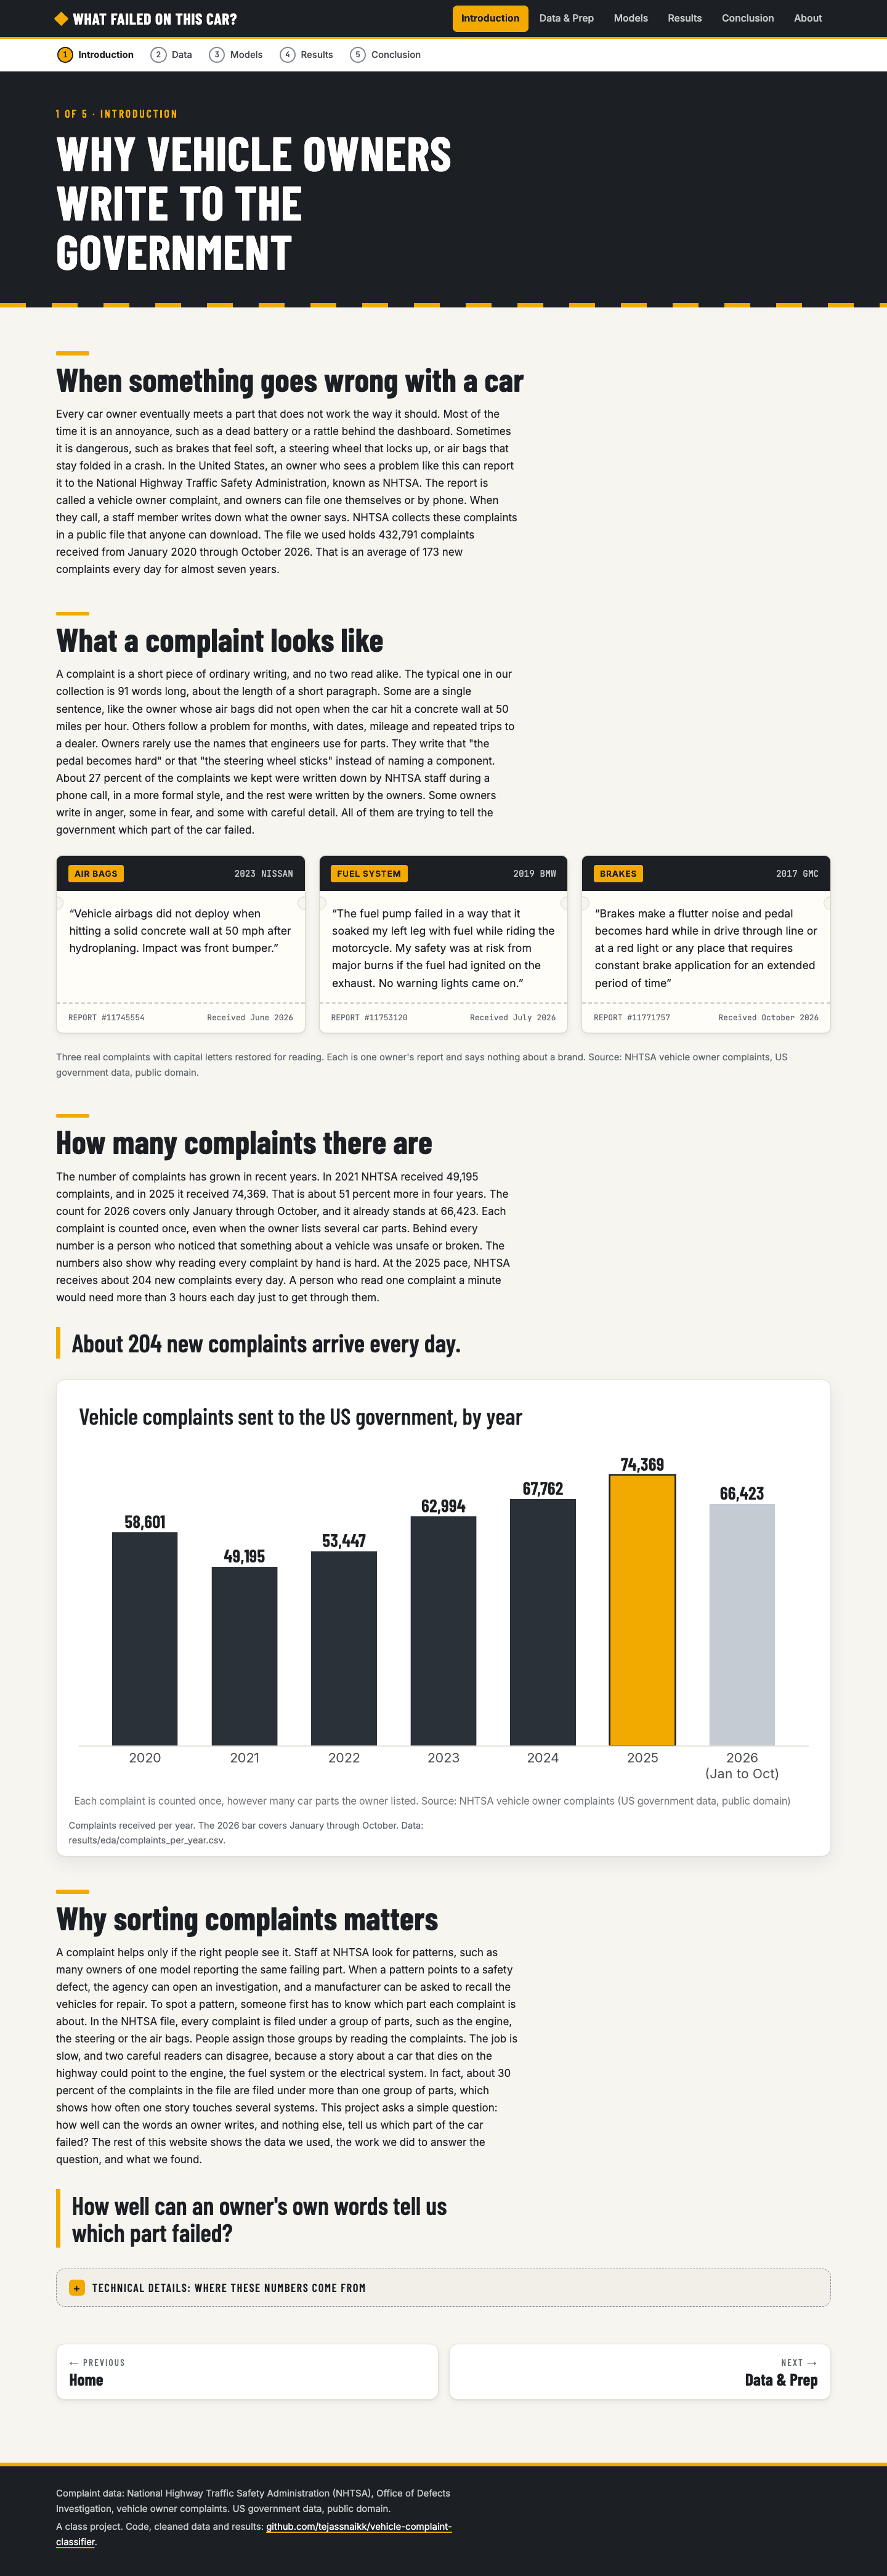 WHAT FAILED ON THIS CAR?
Introduction
Data & Prep
Models
Results
Conclusion
About
1 Introduction
2 Data
3 Models
4 Results
5 Conclusion
1 OF 5 · INTRODUCTION
WHY VEHICLE OWNERS
WRITE TO THE
GOVERNMENT
When something goes wrong with a car
Every car owner eventually meets a part that does not work the way it should. Most of the
time it is an annoyance, such as a dead battery or a rattle behind the dashboard. Sometimes
it is dangerous, such as brakes that feel soft, a steering wheel that locks up, or air bags that
stay folded in a crash. In the United States, an owner who sees a problem like this can report
it to the National Highway Traffic Safety Administration, known as NHTSA. The report is
called a vehicle owner complaint, and owners can file one themselves or by phone. When
they call, a staff member writes down what the owner says. NHTSA collects these complaints
in a public file that anyone can download. The file we used holds 432,791 complaints
received from January 2020 through October 2026. That is an average of 173 new
complaints every day for almost seven years.
What a complaint looks like
A complaint is a short piece of ordinary writing, and no two read alike. The typical one in our
collection is 91 words long, about the length of a short paragraph. Some are a single
sentence, like the owner whose air bags did not open when the car hit a concrete wall at 50
miles per hour. Others follow a problem for months, with dates, mileage and repeated trips to
a dealer. Owners rarely use the names that engineers use for parts. They write that "the
pedal becomes hard" or that "the steering wheel sticks" instead of naming a component.
About 27 percent of the complaints we kept were written down by NHTSA staff during a
phone call, in a more formal style, and the rest were written by the owners. Some owners
write in anger, some in fear, and some with careful detail. All of them are trying to tell the
government which part of the car failed.
AIR BAGS
2023 NISSAN
“Vehicle airbags did not deploy when
hitting a solid concrete wall at 50 mph after
hydroplaning. Impact was front bumper.”
REPORT #11745554
Received June 2026
FUEL SYSTEM
2019 BMW
“The fuel pump failed in a way that it
soaked my left leg with fuel while riding the
motorcycle. My safety was at risk from
major burns if the fuel had ignited on the
exhaust. No warning lights came on.”
REPORT #11753120
Received July 2026
BRAKES
2017 GMC
“Brakes make a flutter noise and pedal
becomes hard while in drive through line or
at a red light or any place that requires
constant brake application for an extended
period of time”
REPORT #11771757
Received October 2026
Three real complaints with capital letters restored for reading. Each is one owner's report and says nothing about a brand. Source: NHTSA vehicle owner complaints, US
government data, public domain.
How many complaints there are
The number of complaints has grown in recent years. In 2021 NHTSA received 49,195
complaints, and in 2025 it received 74,369. That is about 51 percent more in four years. The
count for 2026 covers only January through October, and it already stands at 66,423. Each
complaint is counted once, even when the owner lists several car parts. Behind every
number is a person who noticed that something about a vehicle was unsafe or broken. The
numbers also show why reading every complaint by hand is hard. At the 2025 pace, NHTSA
receives about 204 new complaints every day. A person who read one complaint a minute
would need more than 3 hours each day just to get through them.
About 204 new complaints arrive every day.
Vehicle complaints sent to the US government, by year
58,601
49,195
53,447
62,994
67,762
74,369
66,423
2020
2021
2022
2023
2024
2025
2026
(Jan to Oct)
Each complaint is counted once, however many car parts the owner listed. Source: NHTSA vehicle owner complaints (US government data, public domain)
Complaints received per year. The 2026 bar covers January through October. Data:
results/eda/complaints_per_year.csv.
Why sorting complaints matters
A complaint helps only if the right people see it. Staff at NHTSA look for patterns, such as
many owners of one model reporting the same failing part. When a pattern points to a safety
defect, the agency can open an investigation, and a manufacturer can be asked to recall the
vehicles for repair. To spot a pattern, someone first has to know which part each complaint is
about. In the NHTSA file, every complaint is filed under a group of parts, such as the engine,
the steering or the air bags. People assign those groups by reading the complaints. The job is
slow, and two careful readers can disagree, because a story about a car that dies on the
highway could point to the engine, the fuel system or the electrical system. In fact, about 30
percent of the complaints in the file are filed under more than one group of parts, which
shows how often one story touches several systems. This project asks a simple question:
how well can the words an owner writes, and nothing else, tell us which part of the car
failed? The rest of this website shows the data we used, the work we did to answer the
question, and what we found.
How well can an owner's own words tell us
which part failed?
+ TECHNICAL DETAILS: WHERE THESE NUMBERS COME FROM
← PREVIOUS
Home
NEXT →
Data & Prep
Complaint data: National Highway Traffic Safety Administration (NHTSA), Office of Defects
Investigation, vehicle owner complaints. US government data, public domain.
A class project. Code, cleaned data and results: github.com/tejassnaikk/vehicle-complaint-
classifier.